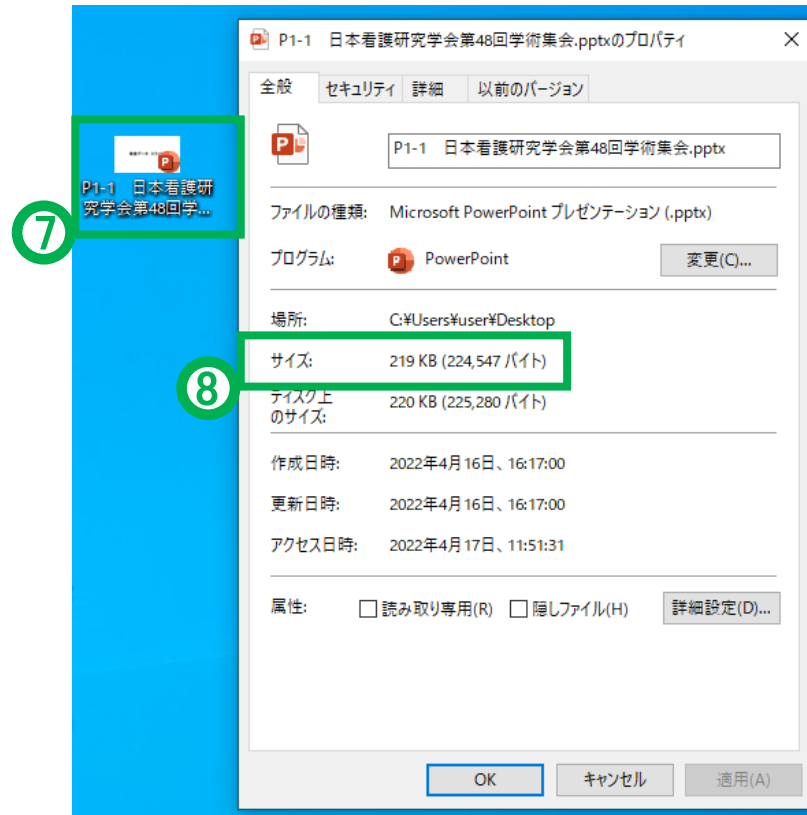 P1-1　日本看護研究学会第48回学術集会.pptxのプロパティ
全般 セキュリティ 詳細 以前のバージョン
P1-1　日本看護研究学会第48回学術集会.pptx
P1-1　日本看護研
究学会第48回学...
⑦
ファイルの種類: Microsoft PowerPoint プレゼンテーション (.pptx)
プログラム: PowerPoint 変更(C)...
場所: C:¥Users¥user¥Desktop
⑧
サイズ: 219 KB (224,547 バイト)
ディスク上
のサイズ: 220 KB (225,280 バイト)
作成日時: 2022年4月16日、16:17:00
更新日時: 2022年4月16日、16:17:00
アクセス日時: 2022年4月17日、11:51:31
属性: 読み取り専用(R) 隠しファイル(H) 詳細設定(D)...
OK キャンセル 適用(A)